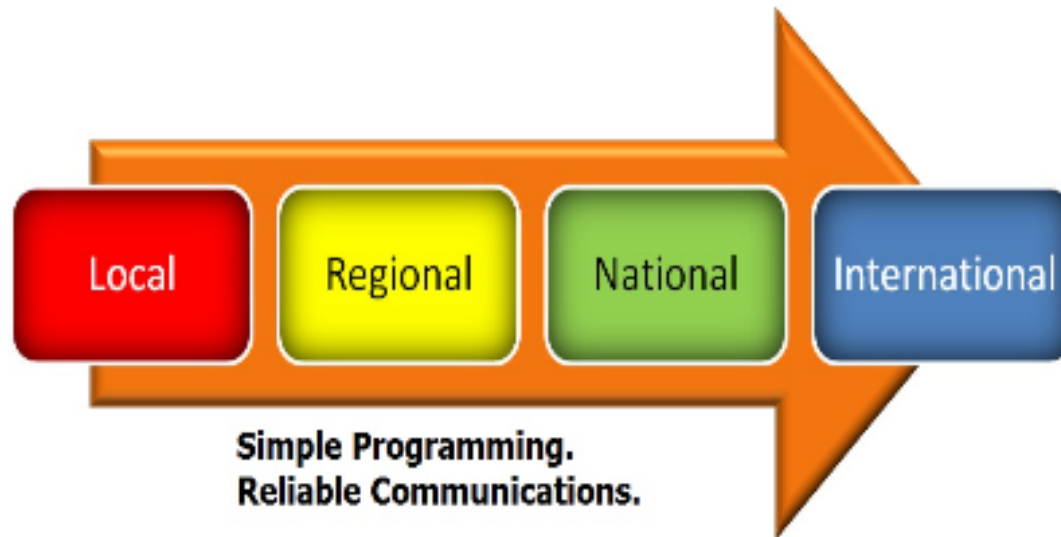 Local
Regional
National
International
Simple Programming.
Reliable Communications.